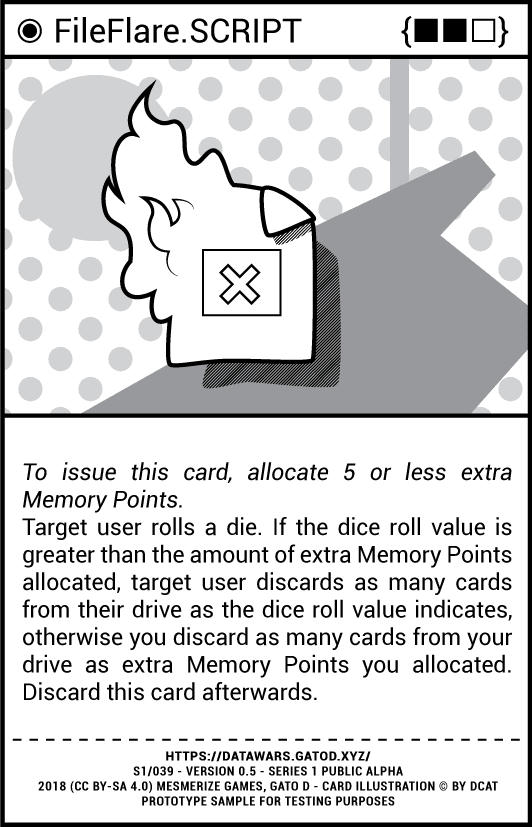 FileFlare.SCRIPT
To issue this card, allocate 5 or less extra
Memory Points.
Target user rolls a die. If the dice roll value is
greater than the amount of extra Memory Points
allocated, target user discards as many cards
from their drive as the dice roll value indicates,
otherwise you discard as many cards from your
drive as extra Memory Points you allocated.
Discard this card afterwards.
HTTPS://DATAWARS.GATOD.XYZ/
S1/039 - VERSION 0.5 - SERIES 1 PUBLIC ALPHA
2018 (CC BY-SA 4.0) MESMERIZE GAMES, GATO D - CARD ILLUSTRATION © BY DCAT
PROTOTYPE SAMPLE FOR TESTING PURPOSES